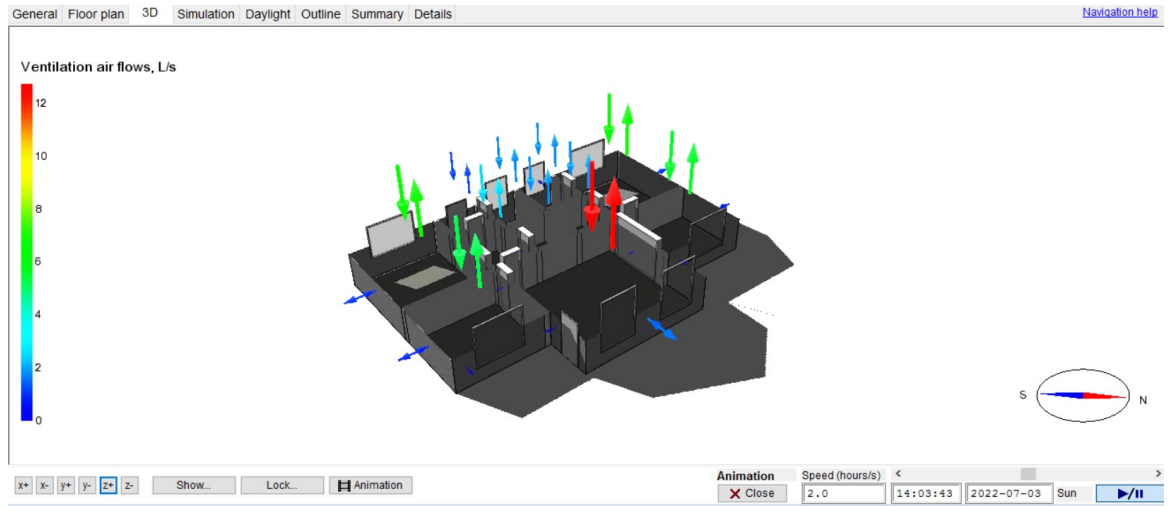 General Floor plan 3D Simulation Daylight Outline Summary Details Navigation help
Ventilation air flows, L/s
12
10
8
6
4
2
0
S N
Animation Speed (hours/s) < >
x+ x- y+ y- z+ z- Show... Lock... Animation
Close 2.0 14:03:43 2022-07-03 Sun